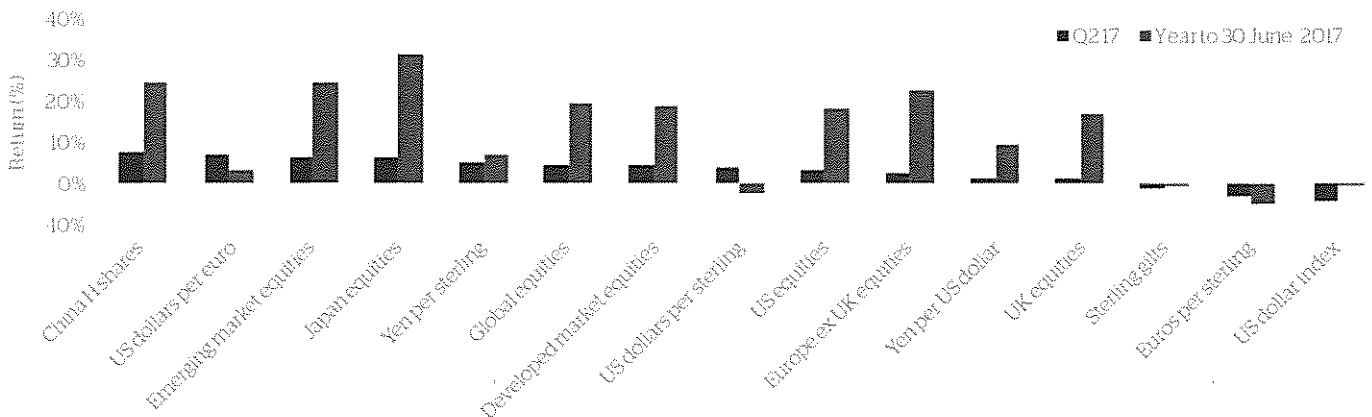 40%
Q217 Year to 30 June 2017
30%
20%
10%
0%
-10%
Return (%)
China H shares
US dollars per euro
Emerging market equities
Japan equities
Yen per sterling
Global equities
Developed market equities
US dollars per sterling
US equities
Europe ex UK equities
Yen per US dollar
UK equities
Sterling gilts
Euros per sterling
US dollar index